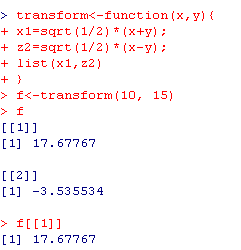 > transform<-function(x,y){
+ x1=sqrt(1/2)*(x+y);
+ z2=sqrt(1/2)*(x-y);
+ list(x1,z2)
+ }
> f<-transform(10, 15)
> f
[[1]]
[1] 17.67767
[[2]]
[1] -3.535534
> f[[1]]
[1] 17.67767